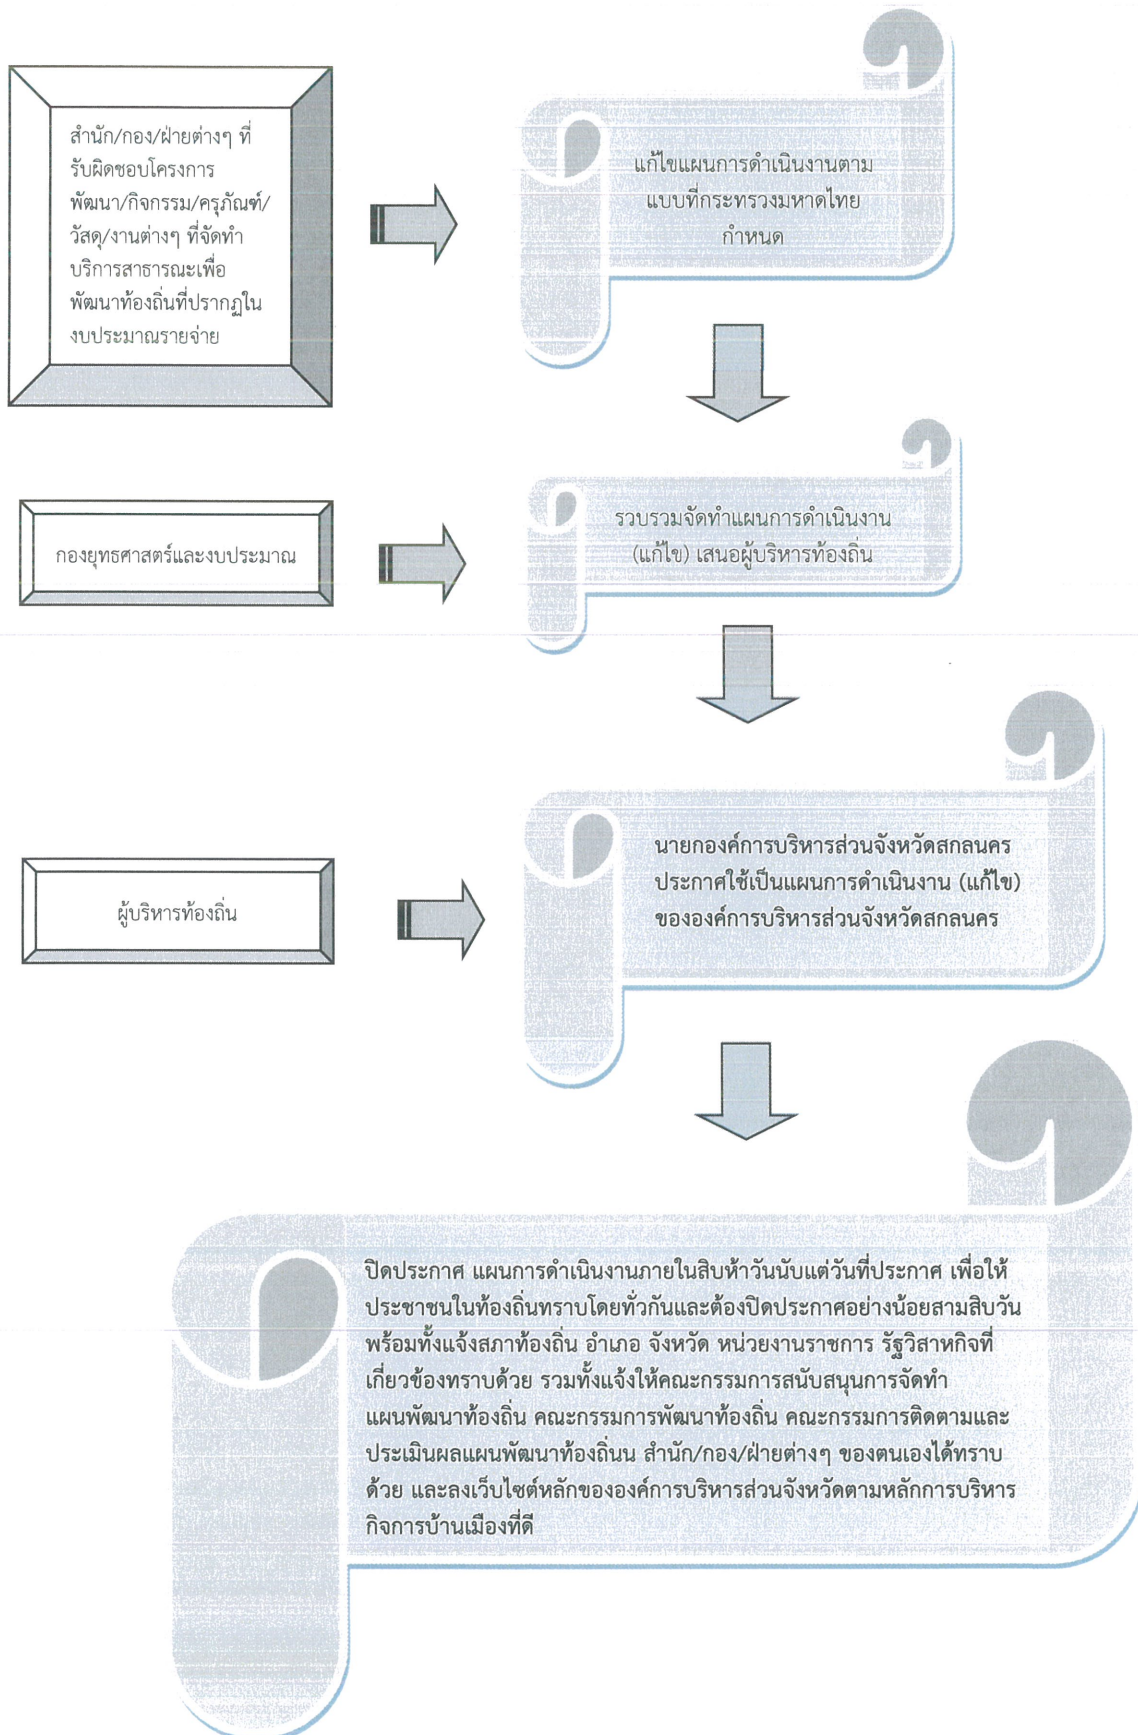 สำนัก/กอง/ฝ่ายต่างๆ ที่
รับผิดชอบโครงการ
พัฒนา/กิจกรรม/ครุภัณฑ์/
วัสดุ/งานต่างๆ ที่จัดทำ
บริการสาธารณะเพื่อ
พัฒนาท้องถิ่นที่ปรากฏใน
งบประมาณรายจ่าย
แก้ไขแผนการดำเนินงานตาม
แบบที่กระทรวงมหาดไทย
กำหนด
กองยุทธศาสตร์และงบประมาณ
รวบรวมจัดทำแผนการดำเนินงาน
(แก้ไข) เสนอผู้บริหารท้องถิ่น
ผู้บริหารท้องถิ่น
นายกองค์การบริหารส่วนจังหวัดสกลนคร
ประกาศใช้เป็นแผนการดำเนินงาน (แก้ไข)
ขององค์การบริหารส่วนจังหวัดสกลนคร
ปิดประกาศ แผนการดำเนินงานภายในสิบห้าวันนับแต่วันที่ประกาศ เพื่อให้
ประชาชนในท้องถิ่นทราบโดยทั่วกันและต้องปิดประกาศอย่างน้อยสามสิบวัน
พร้อมทั้งแจ้งสภาท้องถิ่น อำเภอ จังหวัด หน่วยงานราชการ รัฐวิสาหกิจที่
เกี่ยวข้องทราบด้วย รวมทั้งแจ้งให้คณะกรรมการสนับสนุนการจัดทำ
แผนพัฒนาท้องถิ่น คณะกรรมการพัฒนาท้องถิ่น คณะกรรมการติดตามและ
ประเมินผลแผนพัฒนาท้องถิ่นน สำนัก/กอง/ฝ่ายต่างๆ ของตนเองได้ทราบ
ด้วย และลงเว็บไซต์หลักขององค์การบริหารส่วนจังหวัดตามหลักการบริหาร
กิจการบ้านเมืองที่ดี